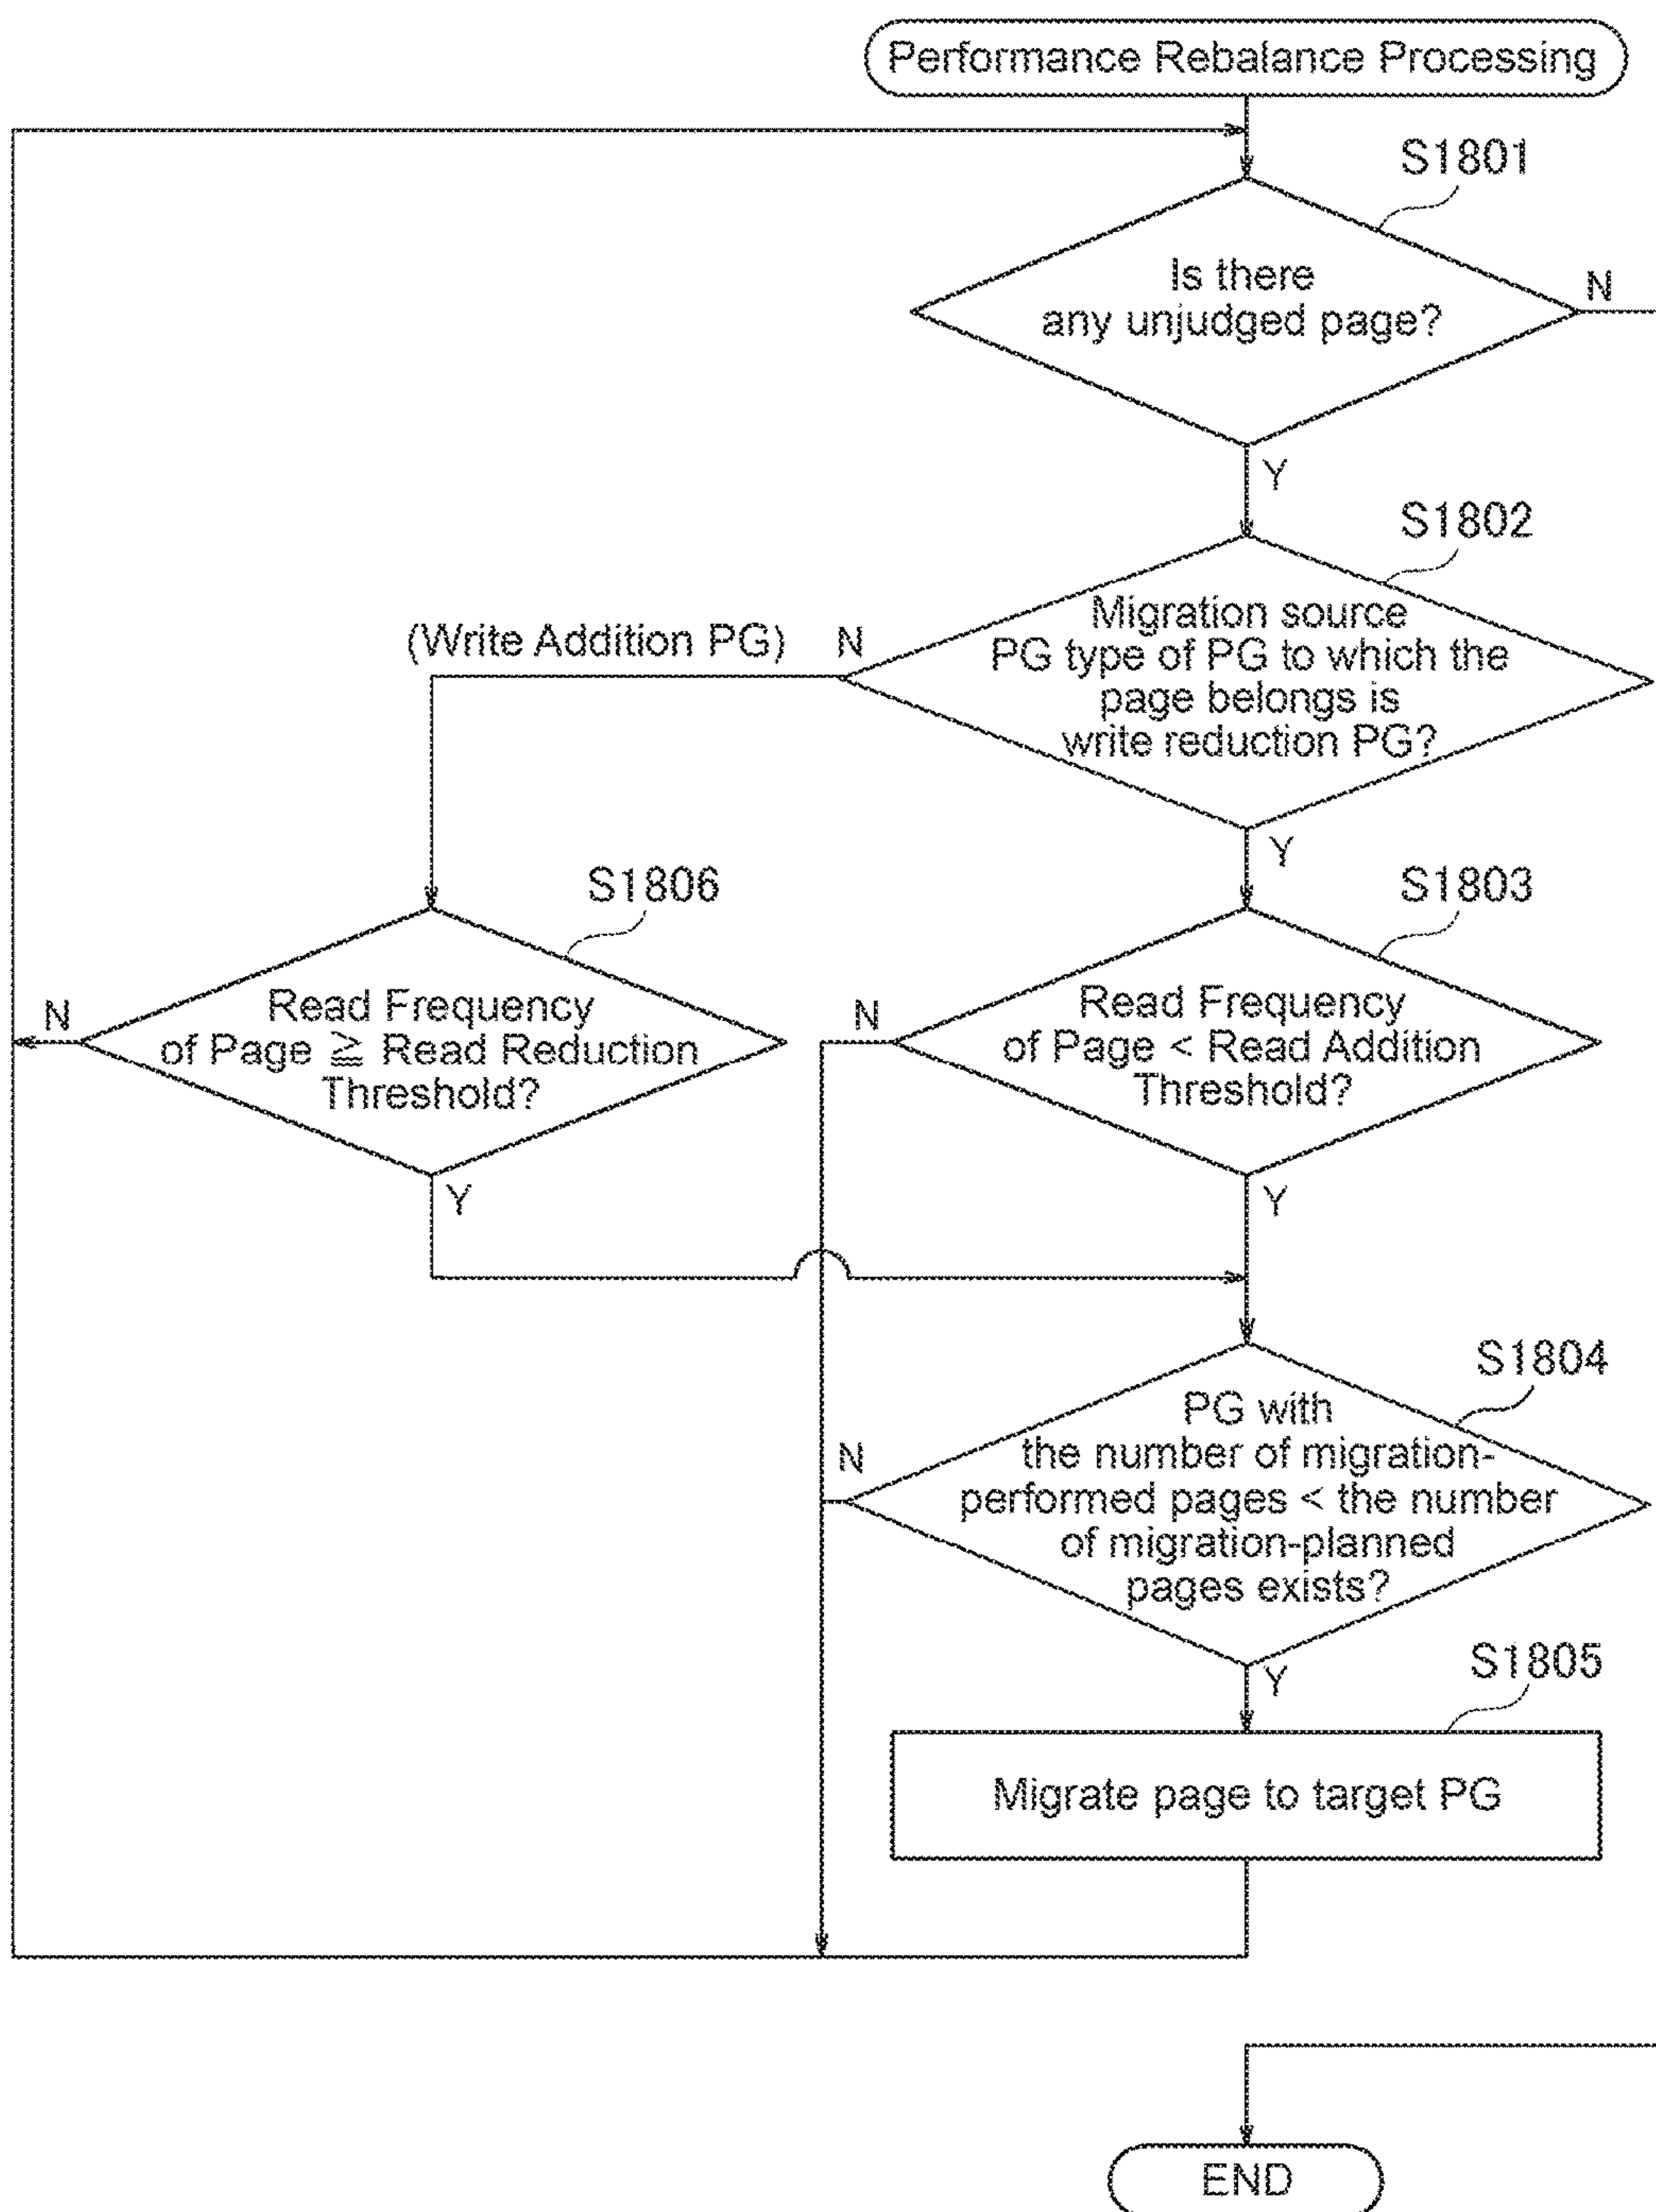 Performance Rebalance Processing
S1801
Is there
any unjudged page?
N
Y
S1802
Migration source
PG type of PG to which the
page belongs is
write reduction PG?
(Write Addition PG)
N
Y
S1806
Read Frequency
of Page ≧ Read Reduction
Threshold?
N
Y
S1803
Read Frequency
of Page < Read Addition
Threshold?
N
Y
S1804
PG with
the number of migration-
performed pages < the number
of migration-planned
pages exists?
N
Y
S1805
Migrate page to target PG
END